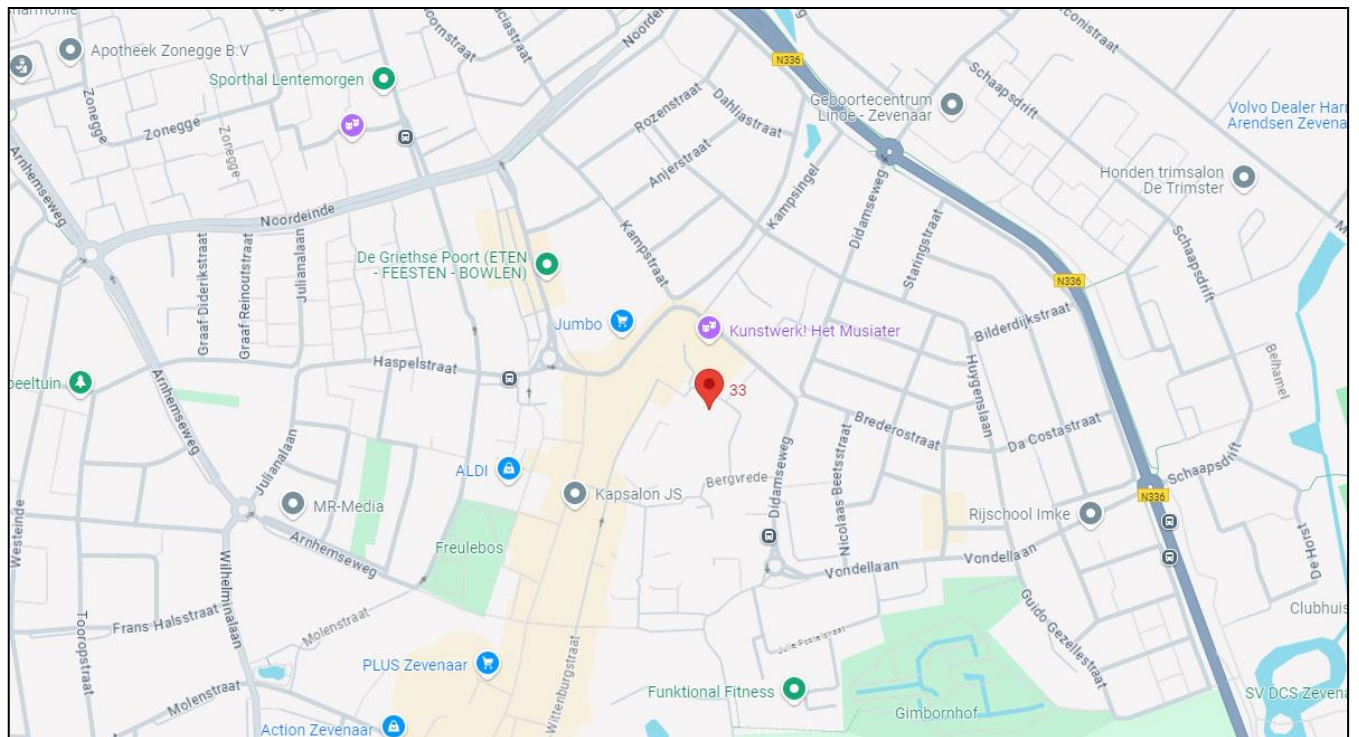 harmonie
Apotheek Zonegge B.V
Sporthal Lentemorgen
Zonegge
Zonegge
Zonegge
Arnhemseweg
Noordeinde
Rozenstraat
Dahliastraat
Anjerstraat
Kampstraat
Kampsingel
N336
Geboortecentrum
Linde - Zevenaar
Schaapsdrift
Volvo Dealer Har
Arendsen Zevena
Honden trimsalon
De Trimster
Didamseweg
Staringstraat
Schaapsdrift
N336
Bilderdijkstraat
Belhamel
Graaf Diderikstraat
Graaf Reinoutstraat
Julianalaan
De Griethse Poort (ETEN
- FEESTEN - BOWLEN)
Jumbo
Kunstwerk! Het Musiater
Haspelstraat
33
peeltuin
Arnhemseweg
Huygenslaan
Brederostraat
Da Costastraat
Schaapsdrift
N336
Julianalaan
ALDI
Kapsalon JS
Bergvrede
Didamseweg
Nicolaas Beetsstraat
Rijschool Imke
MR-Media
Freulebos
Arnhemseweg
Westeinde
Wilhelminalaan
Vondellaan
Vondellaan
De Horst
Clubhuis
Frans Halsstraat
Molenstraat
Tooropstraat
Julie Postelstraat
Guido Gezellestraat
PLUS Zevenaar
Wittenburgstraat
Funktional Fitness
Gimbornhof
SV DCS Zevena
Molenstraat
Action Zevenaar